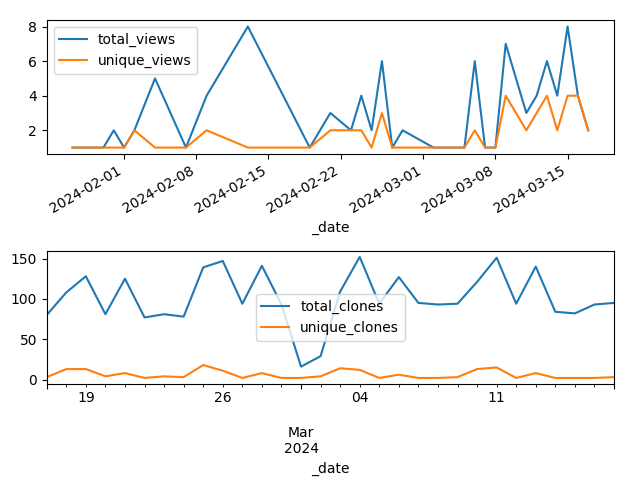 8
6
4
2
total_views
unique_views
2024-02-01
2024-02-08
2024-02-15
2024-02-22
2024-03-01
2024-03-08
2024-03-15
_date
150
100
50
0
total_clones
unique_clones
19
26
04
11
Mar
2024
_date